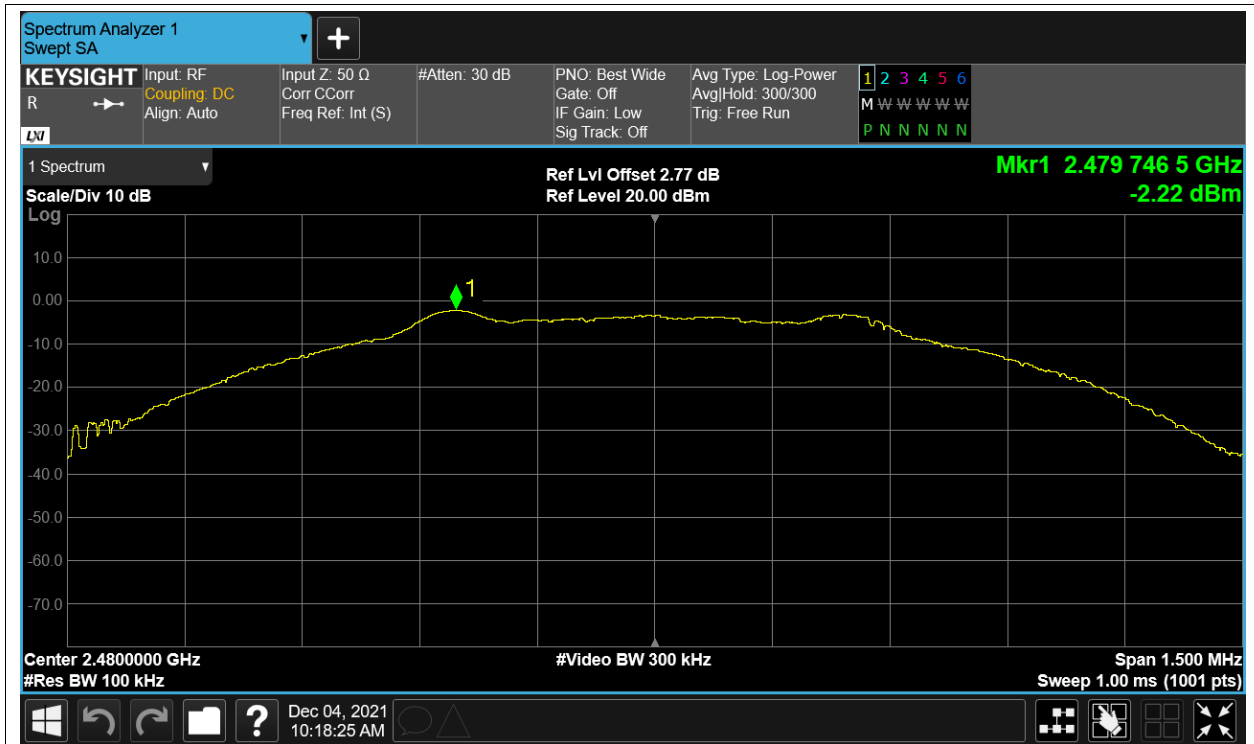 Spectrum Analyzer 1
Swept SA
+
KEYSIGHT
R
LXI
Input: RF
Coupling: DC
Align: Auto
Input Z: 50 Ω
Corr CCorr
Freq Ref: Int (S)
#Atten: 30 dB
PNO: Best Wide
Gate: Off
IF Gain: Low
Sig Track: Off
Avg Type: Log-Power
Avg|Hold: 300/300
Trig: Free Run
1 2 3 4 5 6
M W W W W W
P N N N N N
1 Spectrum
Scale/Div 10 dB
Log
Ref Lvl Offset 2.77 dB
Ref Level 20.00 dBm
Mkr1 2.479 746 5 GHz
-2.22 dBm
1
10.0
0.00
-10.0
-20.0
-30.0
-40.0
-50.0
-60.0
-70.0
Center 2.4800000 GHz
#Res BW 100 kHz
#Video BW 300 kHz
Span 1.500 MHz
Sweep 1.00 ms (1001 pts)
?
Dec 04, 2021
10:18:25 AM